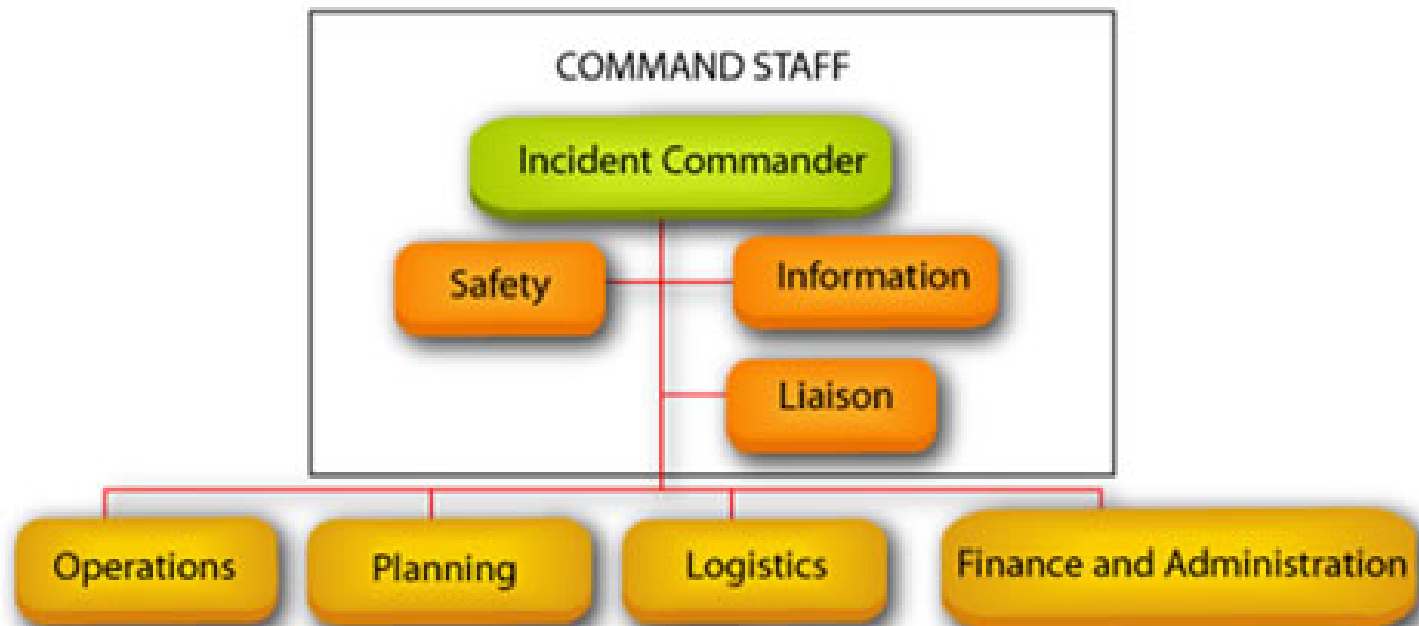 COMMAND STAFF
Incident Commander
Safety
Information
Liaison
Operations
Planning
Logistics
Finance and Administration